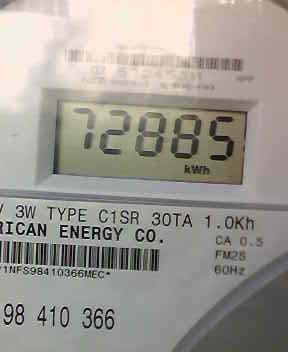 72885
kWh
V 3W TYPE C1SR 30TA 1.0Kh
RICAN ENERGY CO.
CA 0.5
FM2S
60Hz
1NFS98410366MEC*
98 410 366